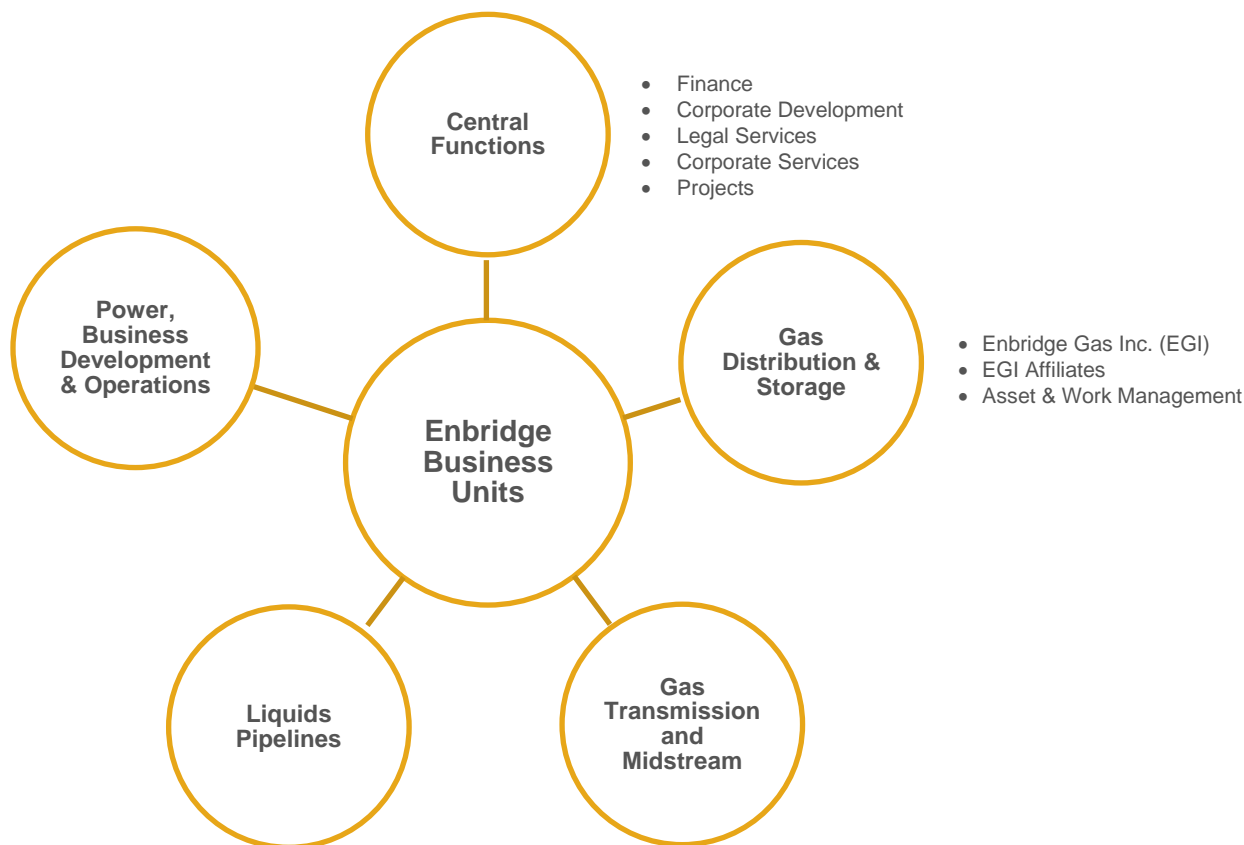 Central
Functions
• Finance
• Corporate Development
• Legal Services
• Corporate Services
• Projects
Power,
Business
Development
& Operations
Gas
Distribution &
Storage
• Enbridge Gas Inc. (EGI)
• EGI Affiliates
• Asset & Work Management
Enbridge
Business
Units
Liquids
Pipelines
Gas
Transmission
and
Midstream